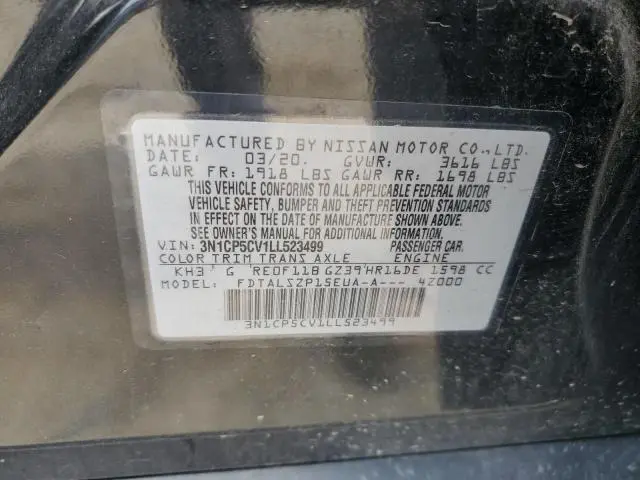 MANUFACTURED BY NISSAN MOTOR CO.,LTD.
DATE: 03/20. GVWR: 3616 LBS
GAWR FR: 1918 LBS GAWR RR: 1698 LBS
THIS VEHICLE CONFORMS TO ALL APPLICABLE FEDERAL MOTOR
VEHICLE SAFETY, BUMPER AND THEFT PREVENTION STANDARDS
IN EFFECT ON THE DATE OF MANUFACTURE SHOWN ABOVE.
SEE OWNER'S MANUAL FOR ADDITIONAL INFORMATION.
VIN: 3N1CP5CV1LL523499 PASSENGER CAR.
COLOR TRIM TRANS AXLE ENGINE
KH3 G RE0F11B GZ39 HR16DE 1598 CC
MODEL: FDTALSZP15EUA-A--- 4Z000
3N1CP5CV1LL523499